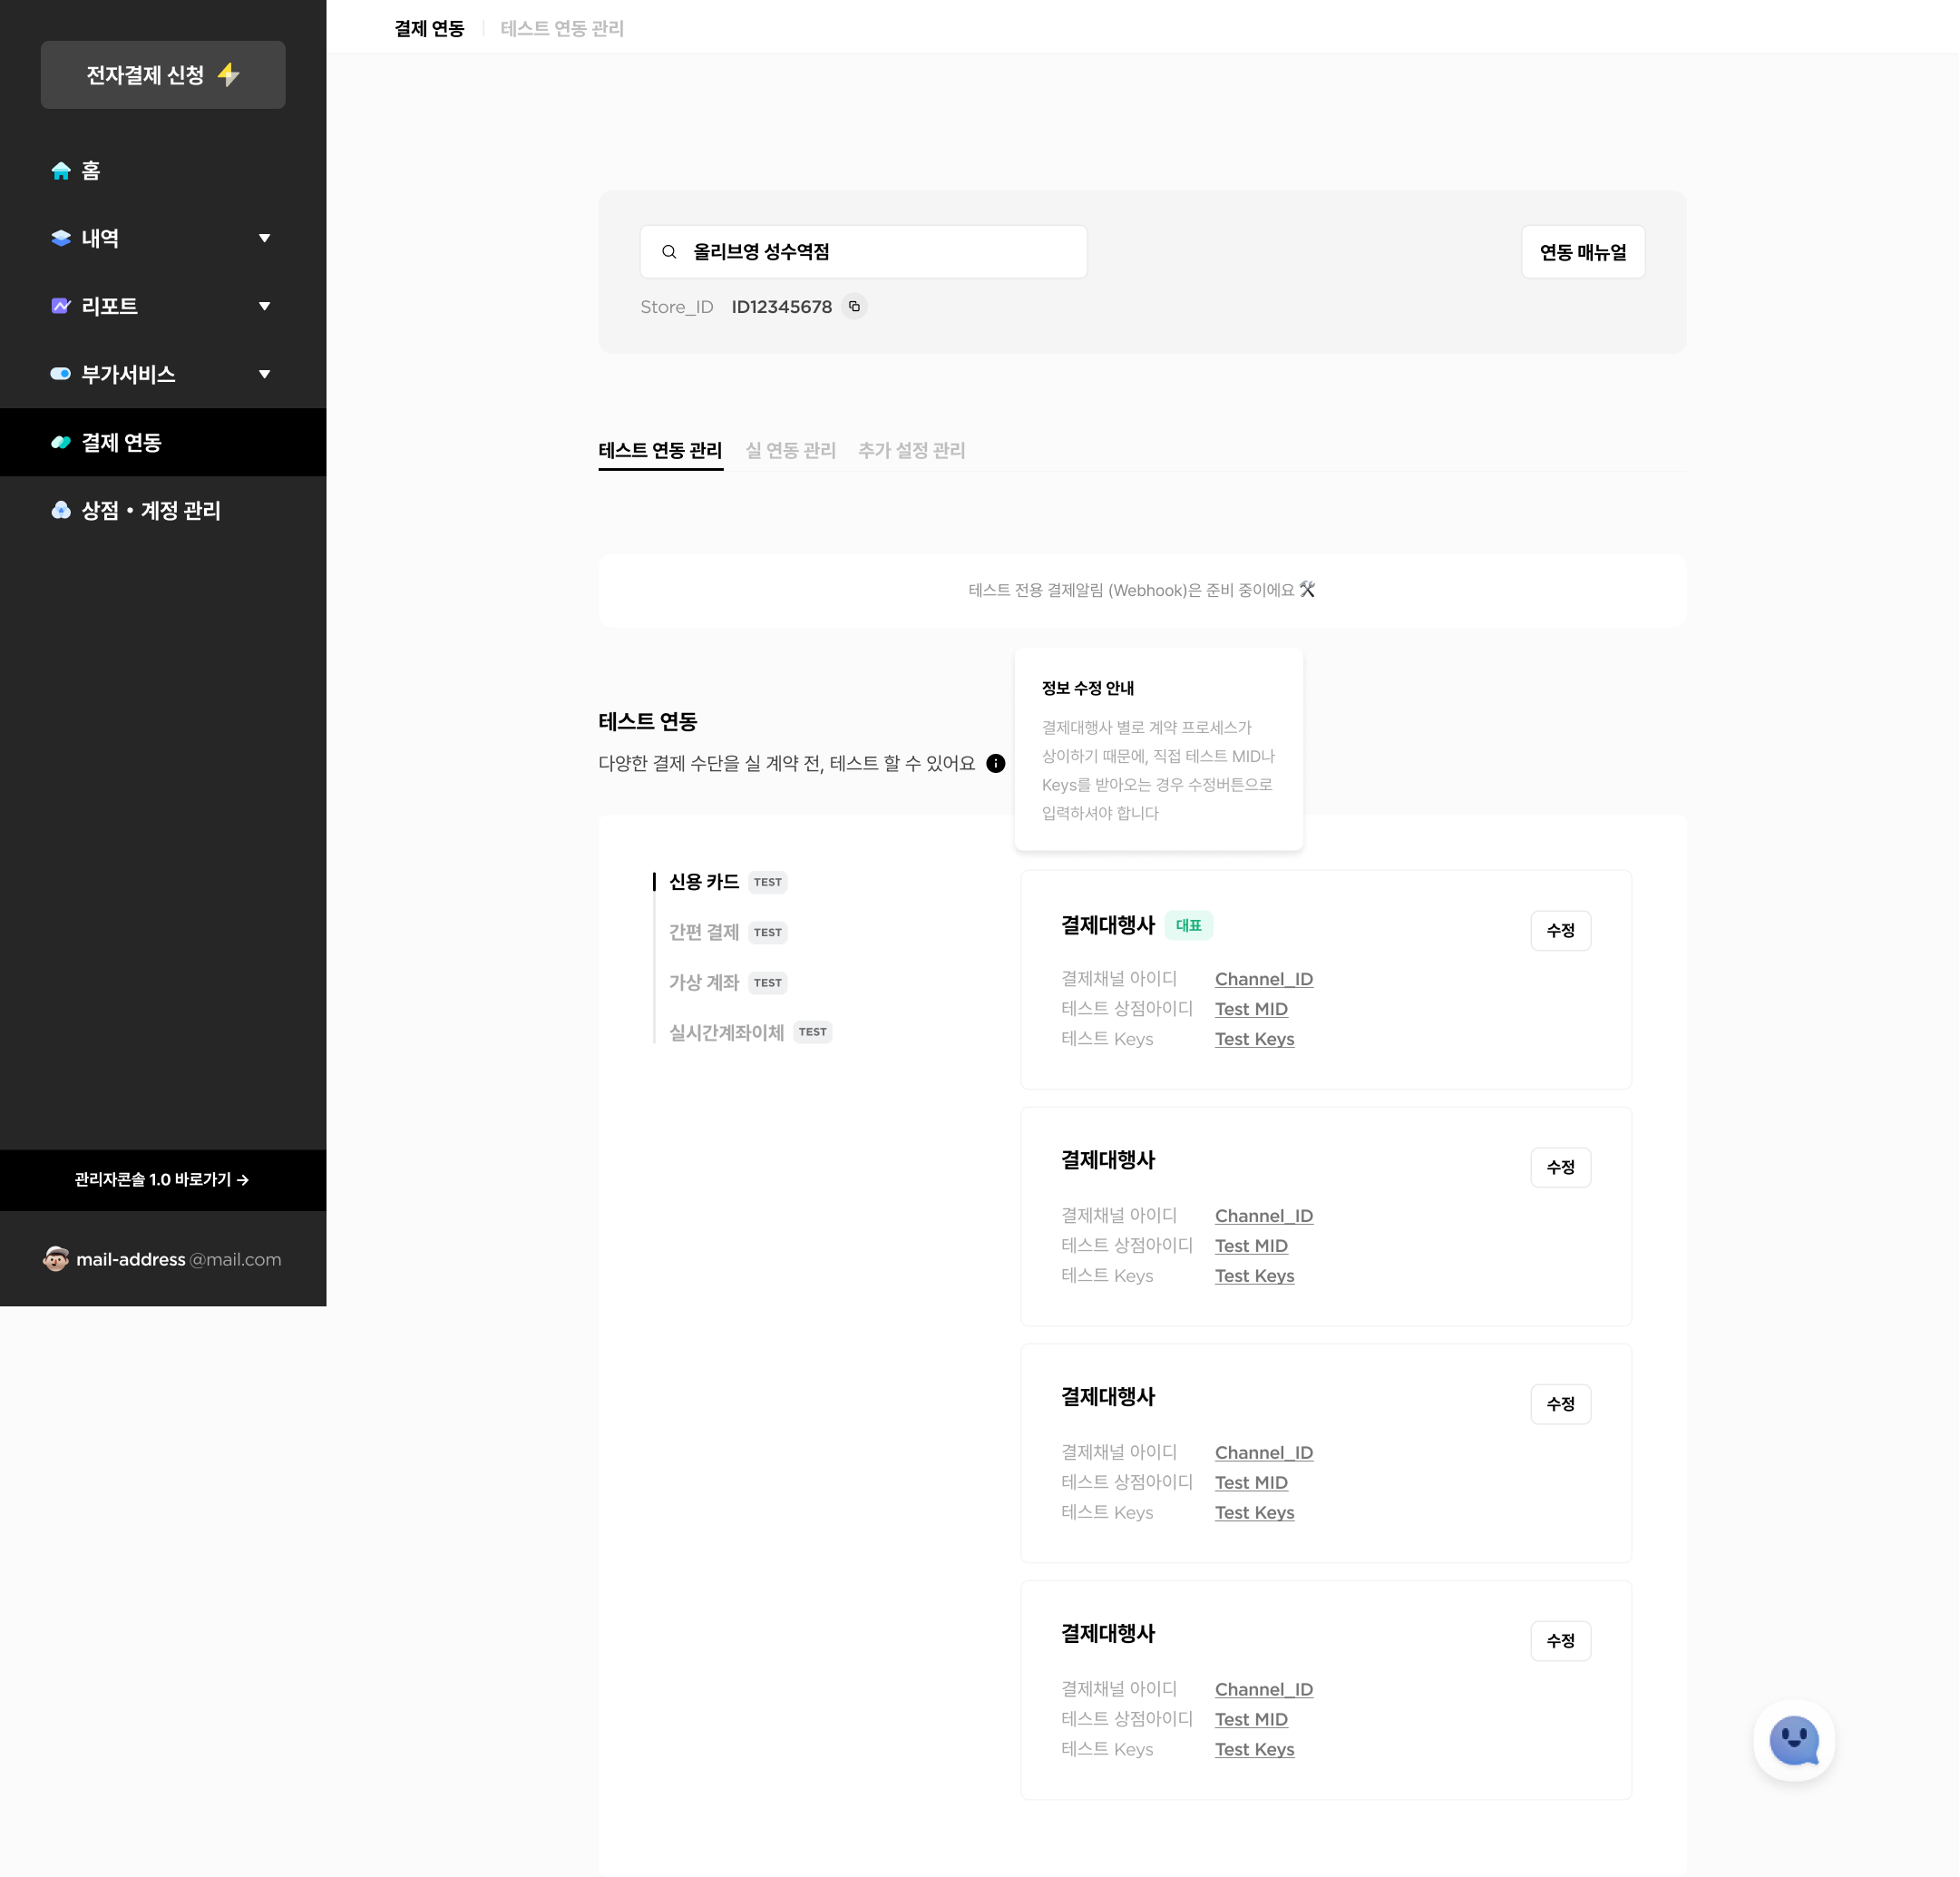 전자결제 신청
홈
내역
리포트
부가서비스
결제 연동
상점 • 계정 관리
관리자콘솔 1.0 바로가기 →
mail-address @mail.com
결제 연동 | 테스트 연동 관리
올리브영 성수역점
연동 매뉴얼
Store_ID ID12345678
테스트 연동 관리 실 연동 관리 추가 설정 관리
테스트 전용 결제알림 (Webhook)은 준비 중이에요 🛠
테스트 연동
다양한 결제 수단을 실 계약 전, 테스트 할 수 있어요
정보 수정 안내
결제대행사 별로 계약 프로세스가
상이하기 때문에, 직접 테스트 MID나
Keys를 받아오는 경우 수정버튼으로
입력하셔야 합니다
신용 카드 TEST
간편 결제 TEST
가상 계좌 TEST
실시간계좌이체 TEST
결제대행사 대표
수정
결제채널 아이디 Channel_ID
테스트 상점아이디 Test MID
테스트 Keys Test Keys
결제대행사
수정
결제채널 아이디 Channel_ID
테스트 상점아이디 Test MID
테스트 Keys Test Keys
결제대행사
수정
결제채널 아이디 Channel_ID
테스트 상점아이디 Test MID
테스트 Keys Test Keys
결제대행사
수정
결제채널 아이디 Channel_ID
테스트 상점아이디 Test MID
테스트 Keys Test Keys